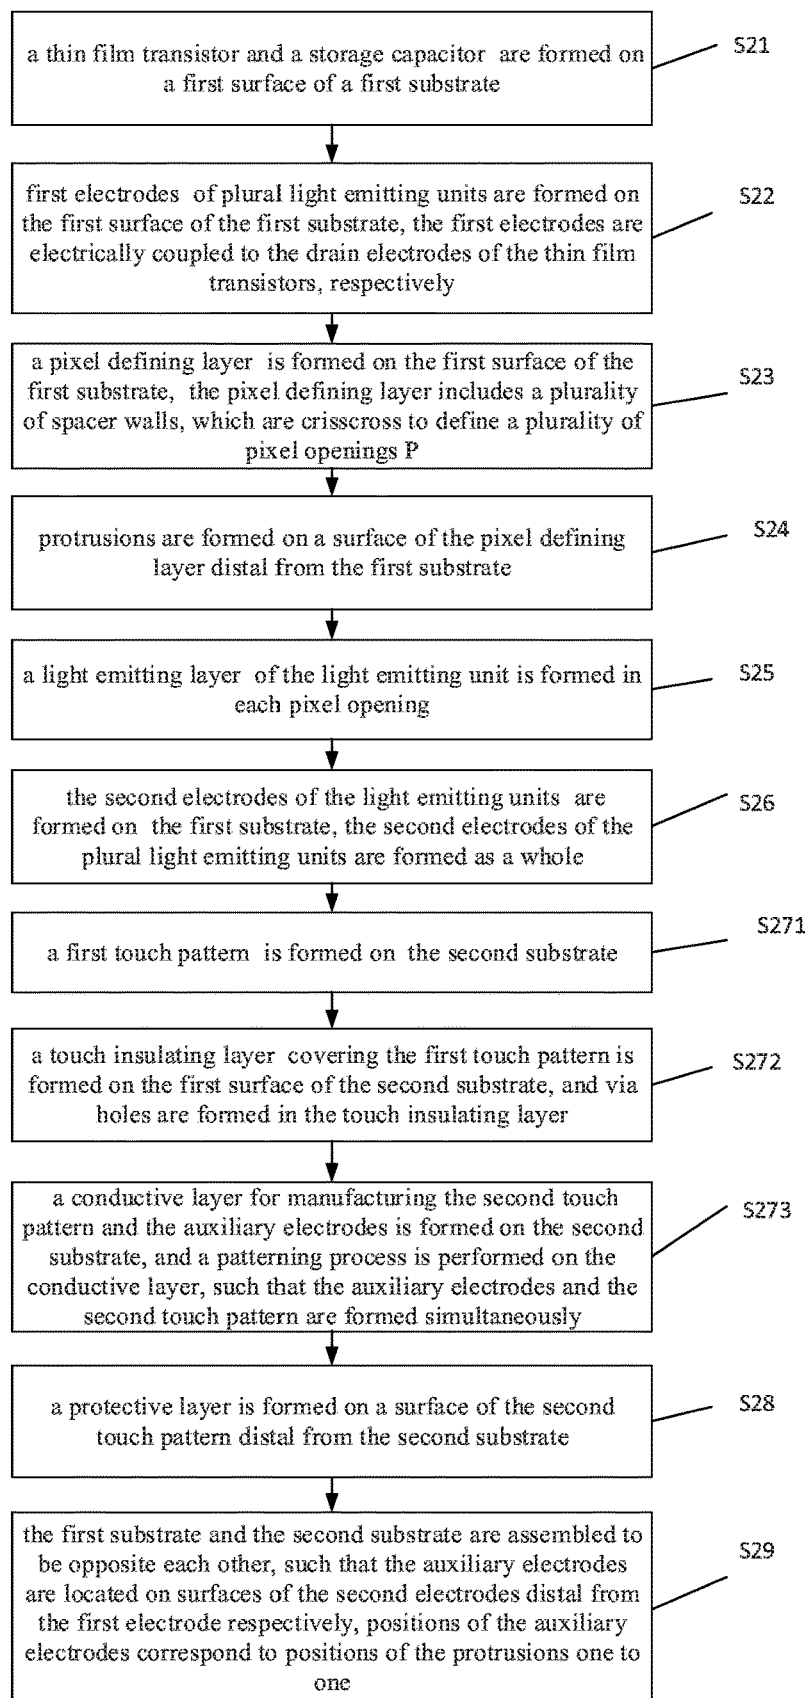 a thin film transistor and a storage capacitor are formed on
a first surface of a first substrate
S21
first electrodes of plural light emitting units are formed on
the first surface of the first substrate, the first electrodes are
electrically coupled to the drain electrodes of the thin film
transistors, respectively
S22
a pixel defining layer is formed on the first surface of the
first substrate, the pixel defining layer includes a plurality
of spacer walls, which are crisscross to define a plurality of
pixel openings P
S23
protrusions are formed on a surface of the pixel defining
layer distal from the first substrate
S24
a light emitting layer of the light emitting unit is formed in
each pixel opening
S25
the second electrodes of the light emitting units are
formed on the first substrate, the second electrodes of the
plural light emitting units are formed as a whole
S26
a first touch pattern is formed on the second substrate
S271
a touch insulating layer covering the first touch pattern is
formed on the first surface of the second substrate, and via
holes are formed in the touch insulating layer
S272
a conductive layer for manufacturing the second touch
pattern and the auxiliary electrodes is formed on the second
substrate, and a patterning process is performed on the
conductive layer, such that the auxiliary electrodes and the
second touch pattern are formed simultaneously
S273
a protective layer is formed on a surface of the second
touch pattern distal from the second substrate
S28
the first substrate and the second substrate are assembled to
be opposite each other, such that the auxiliary electrodes
are located on surfaces of the second electrodes distal from
the first electrode respectively, positions of the auxiliary
electrodes correspond to positions of the protrusions one to
one
S29